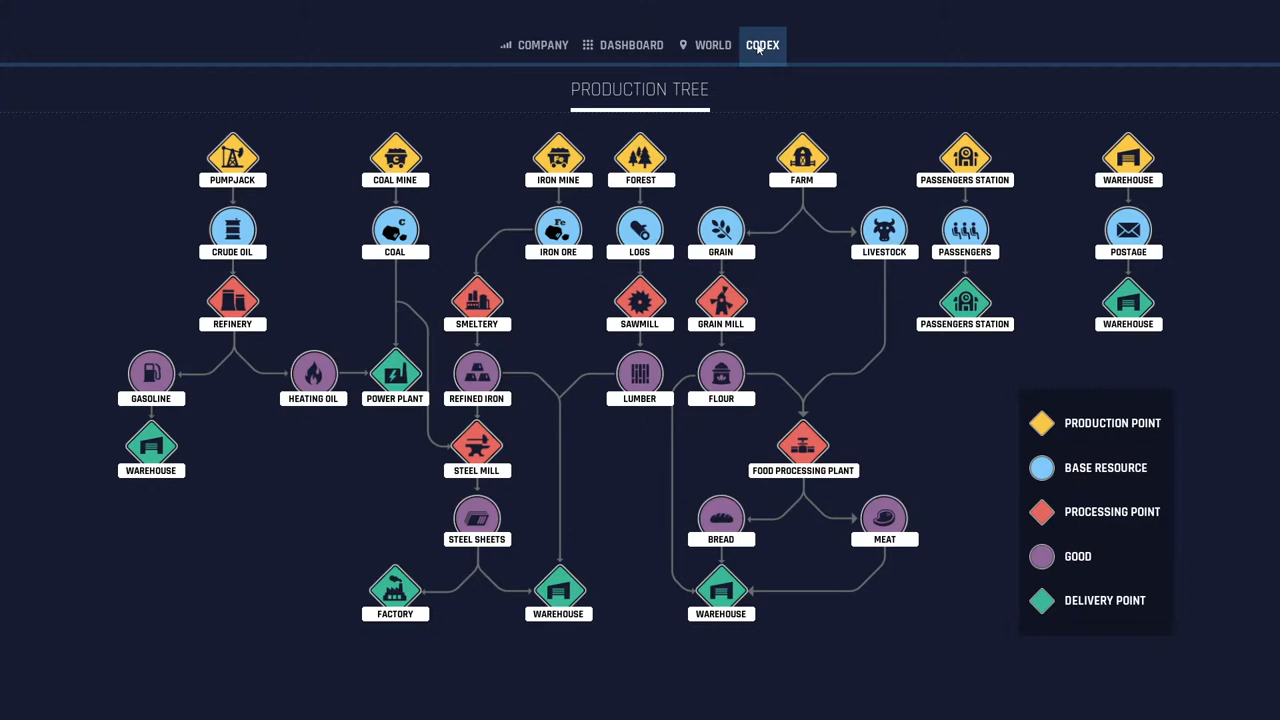 COMPANY DASHBOARD WORLD CODEX
PRODUCTION TREE
PUMPJACK COAL MINE IRON MINE FOREST FARM PASSENGERS STATION WAREHOUSE
C Fe
CRUDE OIL COAL IRON ORE LOGS GRAIN LIVESTOCK PASSENGERS POSTAGE
REFINERY SMELTERY SAWMILL GRAIN MILL PASSENGERS STATION WAREHOUSE
GASOLINE HEATING OIL POWER PLANT REFINED IRON LUMBER FLOUR
WAREHOUSE STEEL MILL FOOD PROCESSING PLANT
STEEL SHEETS BREAD MEAT
FACTORY WAREHOUSE WAREHOUSE
PRODUCTION POINT
BASE RESOURCE
PROCESSING POINT
GOOD
DELIVERY POINT